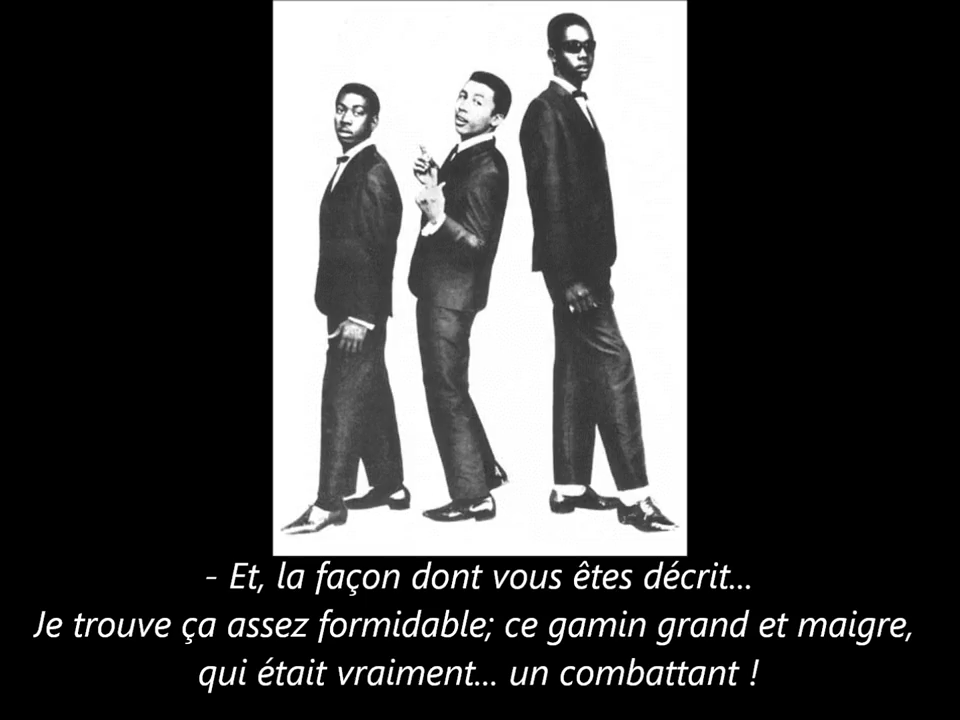 - Et, la façon dont vous êtes décrit...
Je trouve ça assez formidable; ce gamin grand et maigre,
qui était vraiment... un combattant !